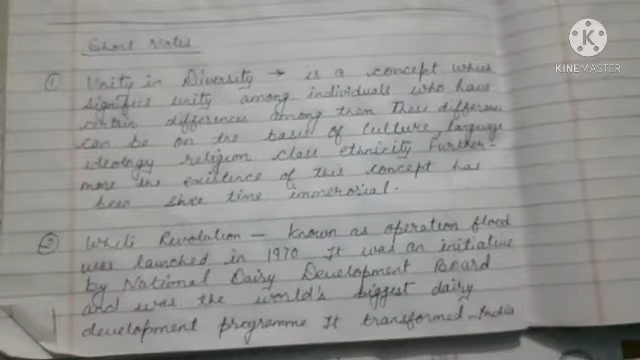 Short Notes
KINEMASTER
① Unity in Diversity → is a concept which
signifies unity among individuals who have
certain differences among them These differences
can be on the basis of culture, language
ideology religion class ethnicity Further-
more the existence of this concept has
been since time immemorial.
② White Revolution – known as operation flood
was launched in 1970 It was an initiative
by National Dairy Development Board
and was the world's biggest dairy
development programme It transformed India